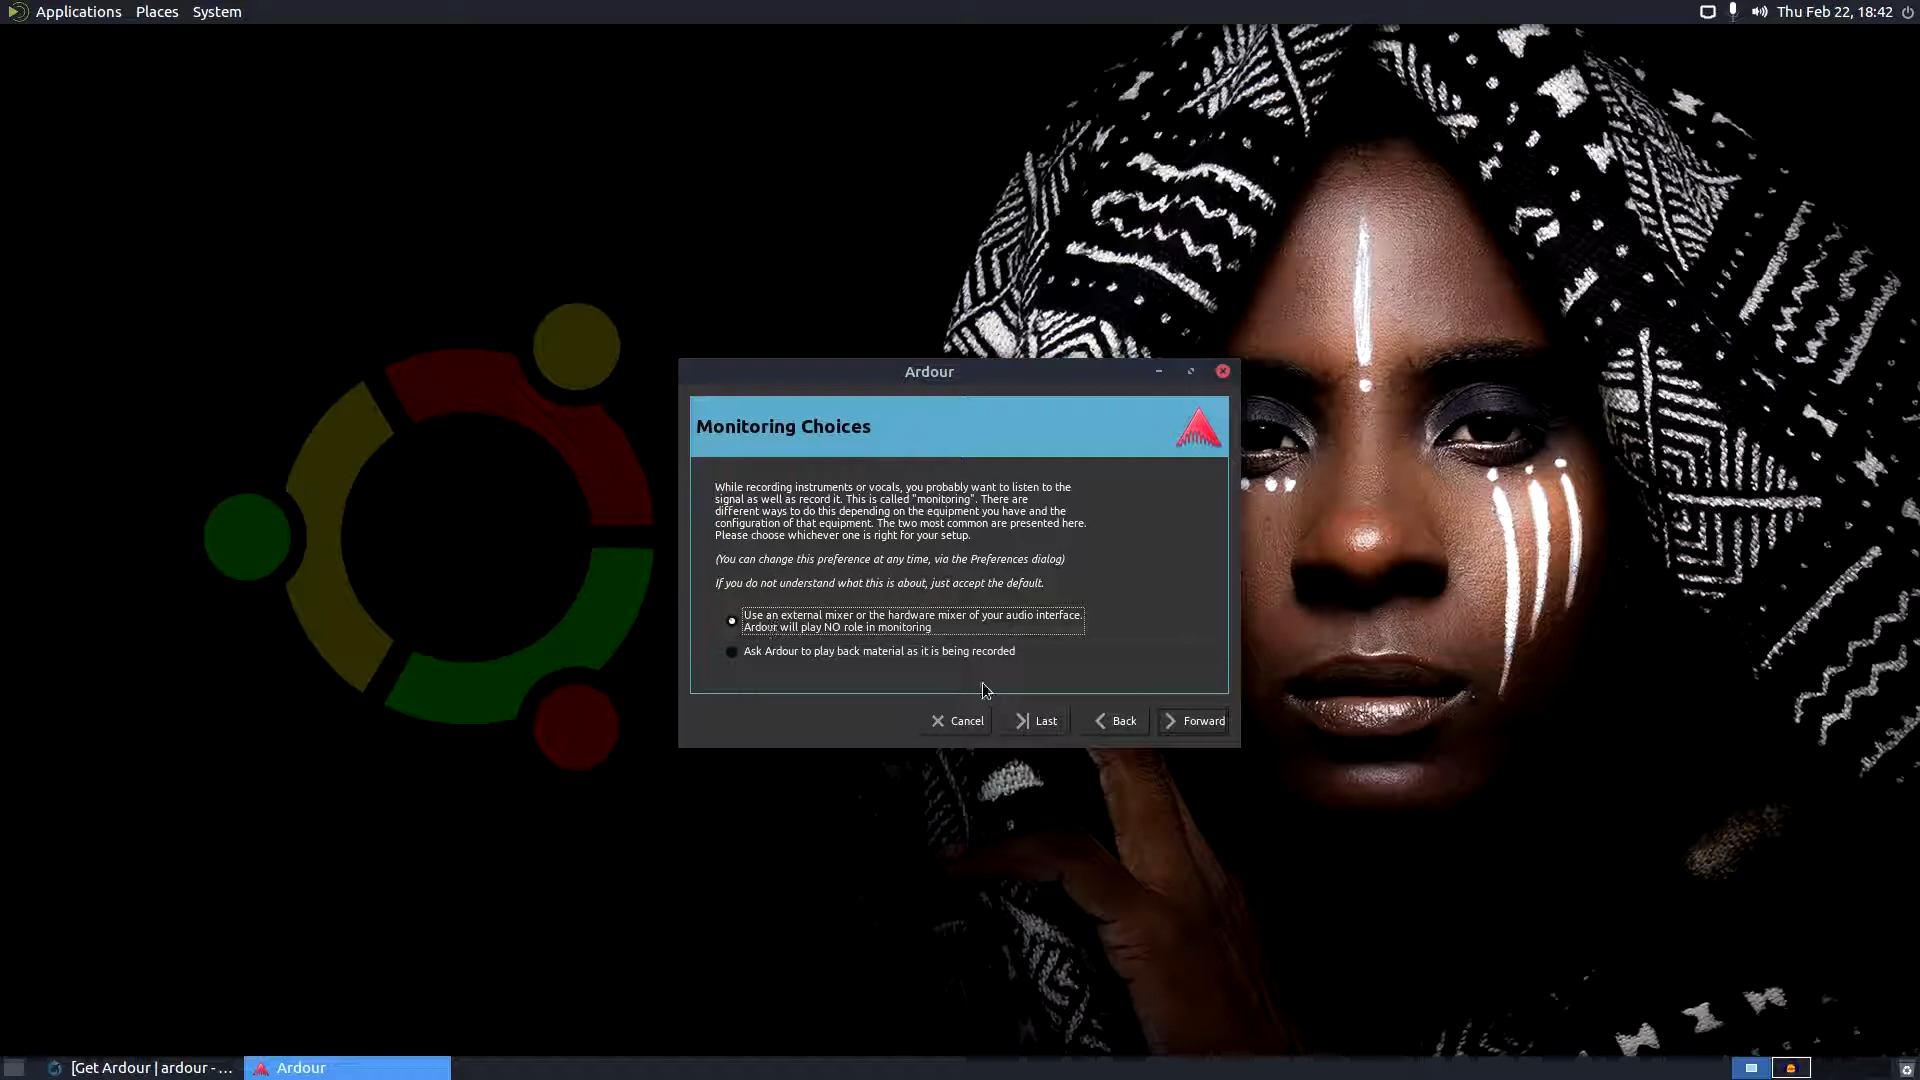 Applications Places System
Thu Feb 22, 18:42
Ardour
Monitoring Choices
While recording instruments or vocals, you probably want to listen to the
signal as well as record it. This is called "monitoring". There are
different ways to do this depending on the equipment you have and the
configuration of that equipment. The two most common are presented here.
Please choose whichever one is right for your setup.
(You can change this preference at any time, via the Preferences dialog)
If you do not understand what this is about, just accept the default.
Use an external mixer or the hardware mixer of your audio interface.
Ardour will play NO role in monitoring
Ask Ardour to play back material as it is being recorded
Cancel Last Back Forward
[Get Ardour | ardour - ... Ardour